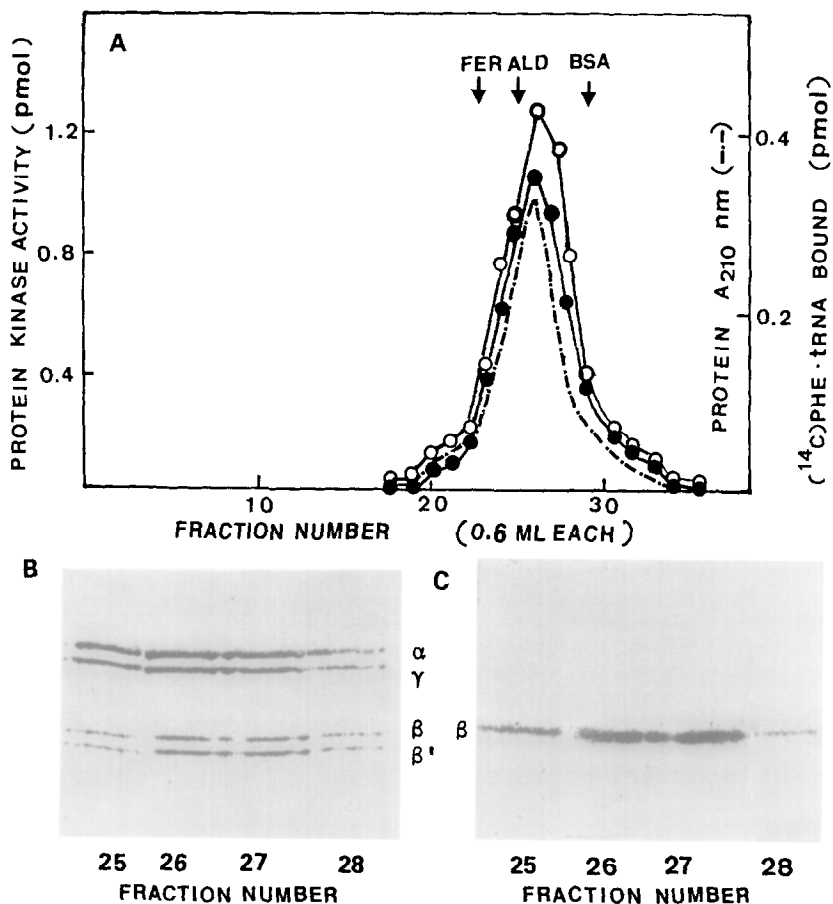 A
FER ALD BSA
PROTEIN KINASE ACTIVITY (pmol)
1.2
0.8
0.4
PROTEIN A210 nm (—·—)
0.4
0.2
(14C)PHE·tRNA BOUND (pmol)
10 20 30
FRACTION NUMBER (0.6 ML EACH)
B
α
γ
β
β'
25 26 27 28
FRACTION NUMBER
C
β
25 26 27 28
FRACTION NUMBER